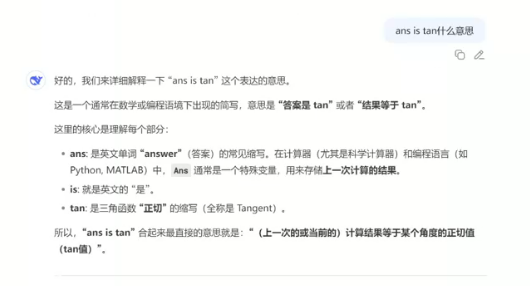 ans is tan什么意思
好的，我们来详细解释一下 “ans is tan” 这个表达的意思。
这是一个通常在数学或编程语境下出现的简写，意思是 “答案是 tan” 或者 “结果等于 tan”。
这里的核心是理解每个部分：
• ans: 是英文单词 “answer”（答案）的常见缩写。在计算器（尤其是科学计算器）和编程语言（如
Python, MATLAB）中，Ans 通常是一个特殊变量，用来存储上一次计算的结果。
• is: 就是英文的 “是”。
• tan: 是三角函数 “正切” 的缩写（全称是 Tangent）。
所以，“ans is tan” 合起来最直接的意思就是：“（上一次的或当前的）计算结果等于某个角度的正切值
（tan值）”。